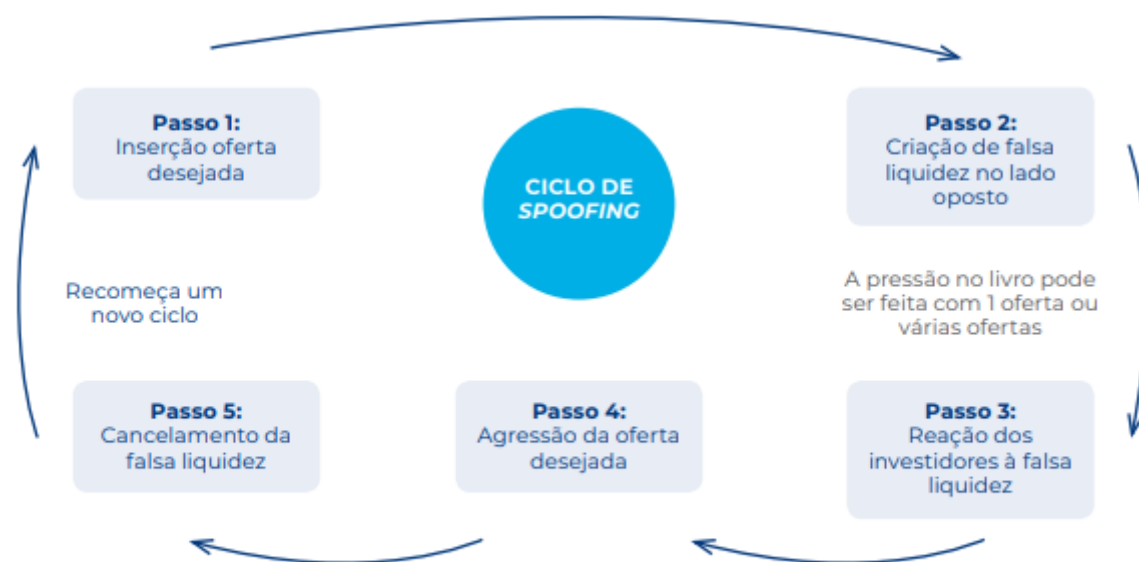 Passo 1:
Inserção oferta
desejada
CICLO DE
SPOOFING
Passo 2:
Criação de falsa
liquidez no lado
oposto
A pressão no livro pode
ser feita com 1 oferta ou
várias ofertas
Passo 3:
Reação dos
investidores à falsa
liquidez
Passo 4:
Agressão da oferta
desejada
Passo 5:
Cancelamento da
falsa liquidez
Recomeça um
novo ciclo